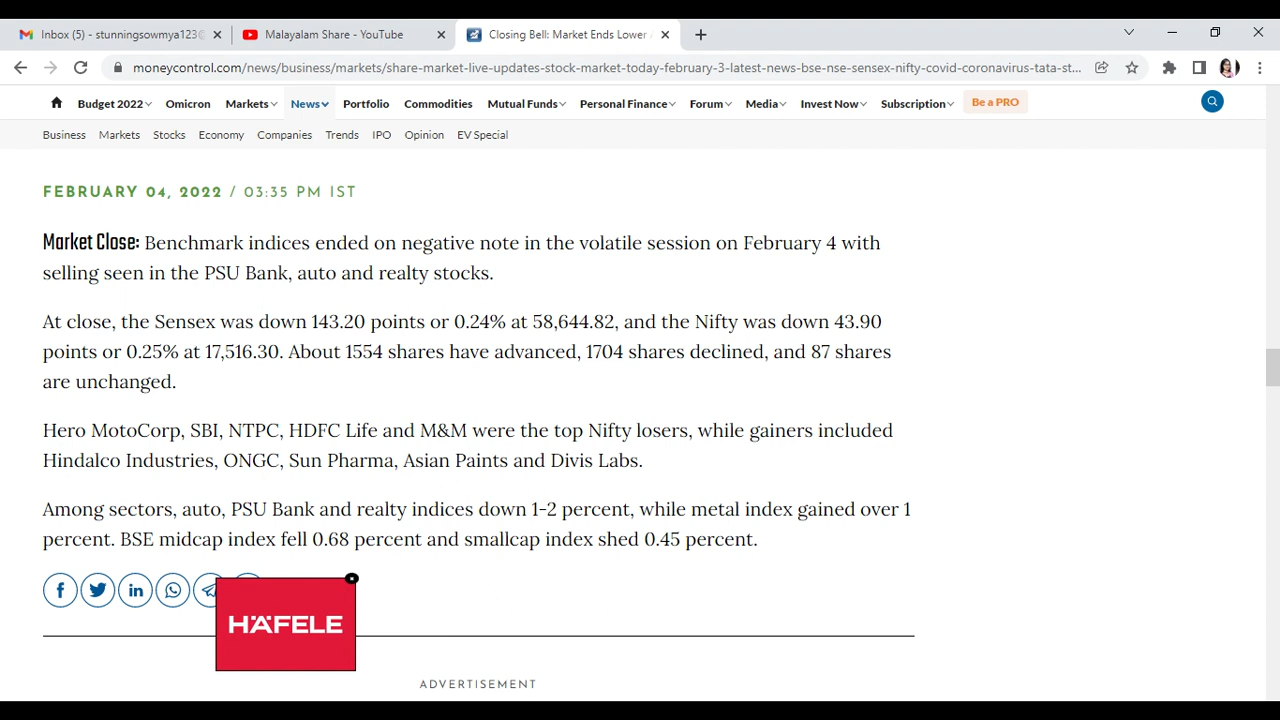 Inbox (5) - stunningsowmya123@
Malayalam Share - YouTube
Closing Bell: Market Ends Lower
moneycontrol.com/news/business/markets/share-market-live-updates-stock-market-today-february-3-latest-news-bse-nse-sensex-nifty-covid-coronavirus-tata-st...
Budget 2022 Omicron Markets News Portfolio Commodities Mutual Funds Personal Finance Forum Media Invest Now Subscription Be a PRO
Business Markets Stocks Economy Companies Trends IPO Opinion EV Special
FEBRUARY 04, 2022 / 03:35 PM IST
Market Close: Benchmark indices ended on negative note in the volatile session on February 4 with
selling seen in the PSU Bank, auto and realty stocks.
At close, the Sensex was down 143.20 points or 0.24% at 58,644.82, and the Nifty was down 43.90
points or 0.25% at 17,516.30. About 1554 shares have advanced, 1704 shares declined, and 87 shares
are unchanged.
Hero MotoCorp, SBI, NTPC, HDFC Life and M&M were the top Nifty losers, while gainers included
Hindalco Industries, ONGC, Sun Pharma, Asian Paints and Divis Labs.
Among sectors, auto, PSU Bank and realty indices down 1-2 percent, while metal index gained over 1
percent. BSE midcap index fell 0.68 percent and smallcap index shed 0.45 percent.
HÄFELE
ADVERTISEMENT